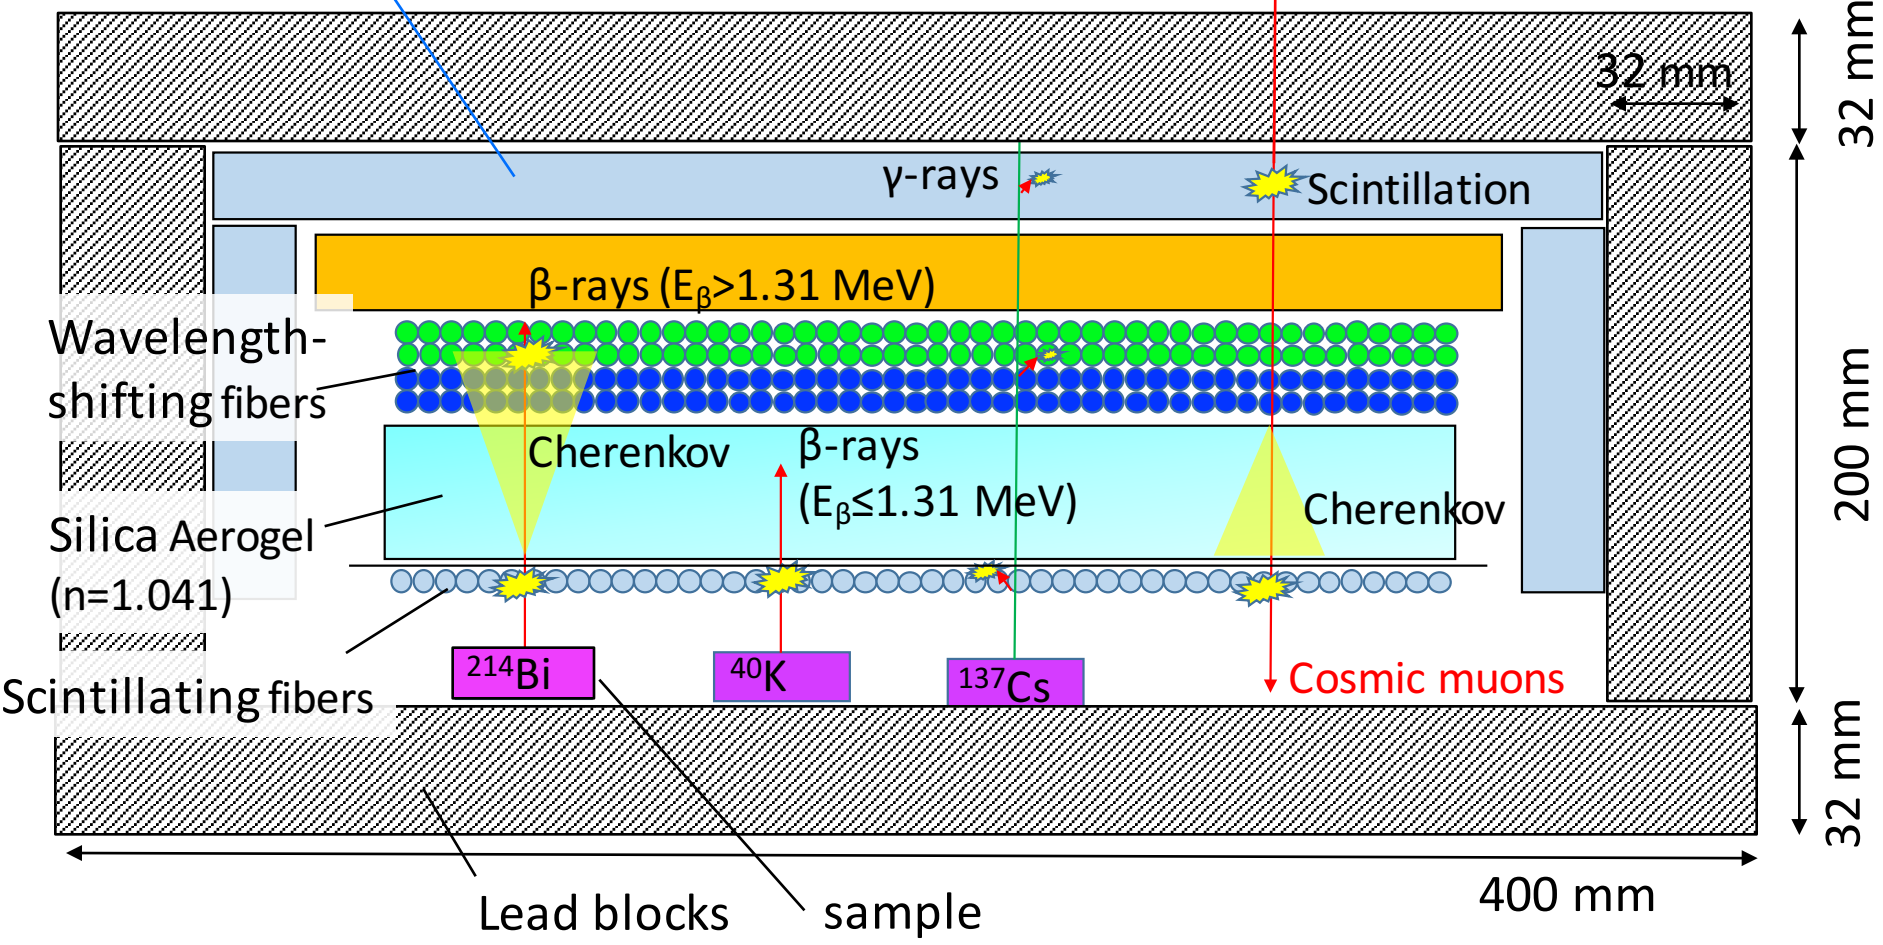 32 mm
32 mm
γ-rays
Scintillation
β-rays (Eβ>1.31 MeV)
Wavelength-
shifting fibers
Cherenkov
β-rays
(Eβ≤1.31 MeV)
Cherenkov
200 mm
Silica Aerogel
(n=1.041)
214Bi
40K
137Cs
Cosmic muons
Scintillating fibers
32 mm
400 mm
Lead blocks
sample